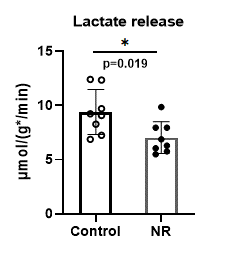 Lactate release
*
p=0.019
μmol/(g*/min)
15
10
5
0
Control NR